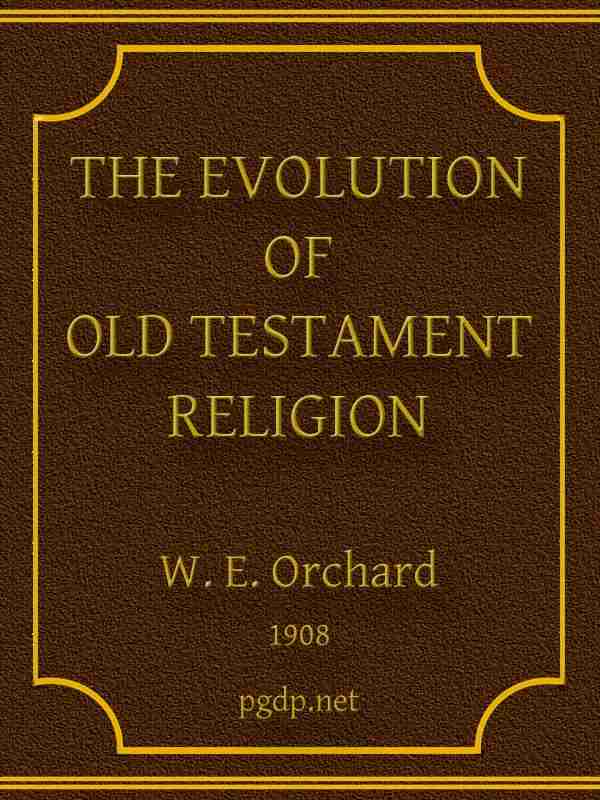 THE EVOLUTION
OF
OLD TESTAMENT
RELIGION
W. E. Orchard
1908
pgdp.net